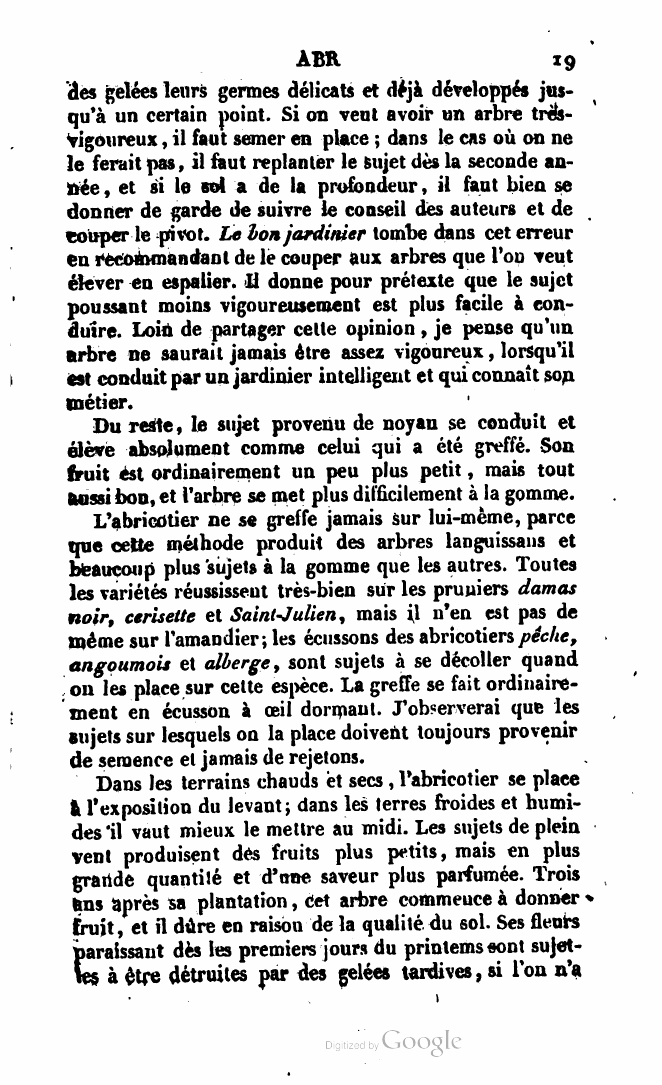 ABR 19
des gelées leurs germes délicats et déjà développés jus-
qu'à un certain point. Si on veut avoir un arbre très-
vigoureux, il faut semer en place; dans le cas où on ne
le ferait pas, il faut replanter le sujet dès la seconde an-
née, et si le sol a de la profondeur, il faut bien se
donner de garde de suivre le conseil des auteurs et de
couper le pivot. Le bon jardinier tombe dans cet erreur
en recommandant de le couper aux arbres que l'on veut
élever en espalier. Il donne pour prétexte que le sujet
poussant moins vigoureusement est plus facile à con-
duire. Loin de partager cette opinion, je pense qu'un
arbre ne saurait jamais être assez vigoureux, lorsqu'il
est conduit par un jardinier intelligent et qui connaît son
métier.
Du reste, le sujet provenu de noyau se conduit et
élève absolument comme celui qui a été greffé. Son
fruit est ordinairement un peu plus petit, mais tout
aussi bon, et l'arbre se met plus difficilement à la gomme.
L'abricotier ne se greffe jamais sur lui-même, parce
que cette méthode produit des arbres languissans et
beaucoup plus sujets à la gomme que les autres. Toutes
les variétés réussissent très-bien sur les pruniers damas
noir, cerisette et Saint-Julien, mais il n'en est pas de
même sur l'amandier; les écussons des abricotiers pêche,
angoumois et alberge, sont sujets à se décoller quand
on les place sur cette espèce. La greffe se fait ordinaire-
ment en écusson à œil dormant. J'observerai que les
sujets sur lesquels on la place doivent toujours provenir
de semence et jamais de rejetons.
Dans les terrains chauds et secs, l'abricotier se place
à l'exposition du levant; dans les terres froides et humi-
des il vaut mieux le mettre au midi. Les sujets de plein
vent produisent des fruits plus petits, mais en plus
grande quantité et d'une saveur plus parfumée. Trois
ans après sa plantation, cet arbre commence à donner
fruit, et il dure en raison de la qualité du sol. Ses fleurs
paraissant dès les premiers jours du printems sont sujet-
tes à être détruites par des gelées tardives, si l'on n'a
Digitized by Google